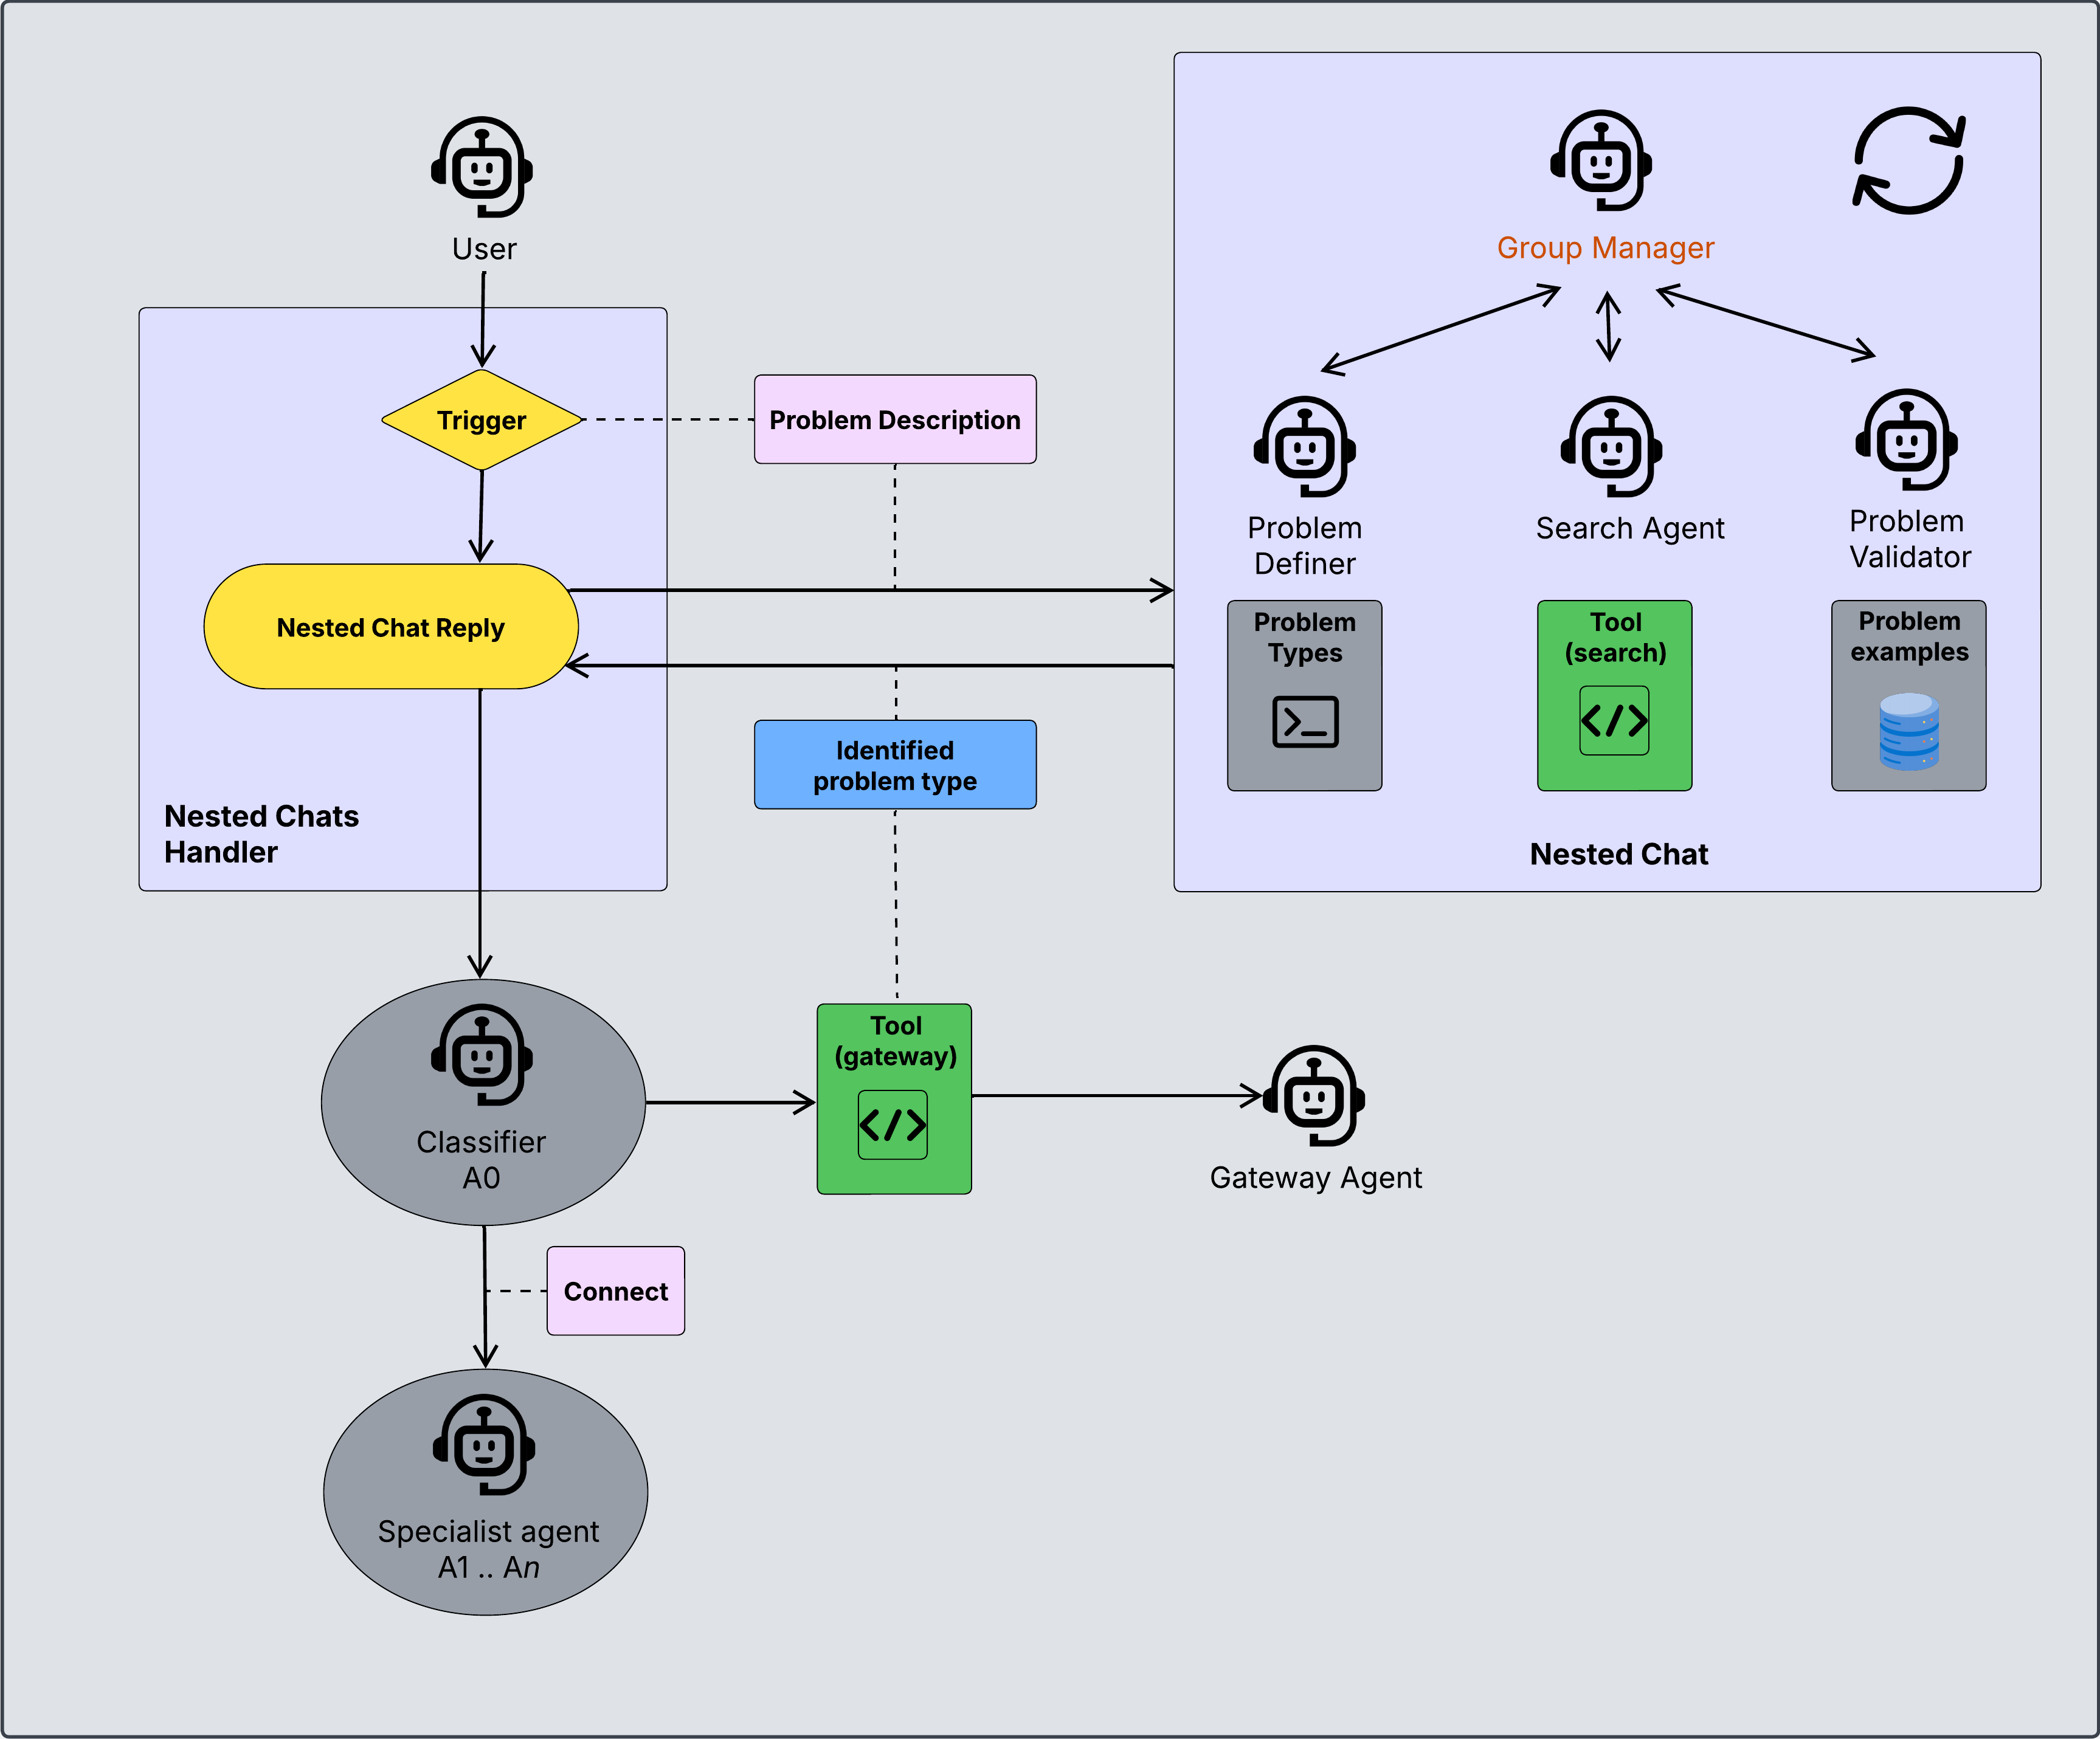 User
Group Manager
Trigger
Problem Description
Problem
Definer
Search Agent
Problem
Validator
Nested Chat Reply
Problem
Types
Tool
(search)
Problem
examples
Identified
problem type
Nested Chats
Handler
Nested Chat
Classifier
A0
Tool
(gateway)
Gateway Agent
Connect
Specialist agent
A1 .. An